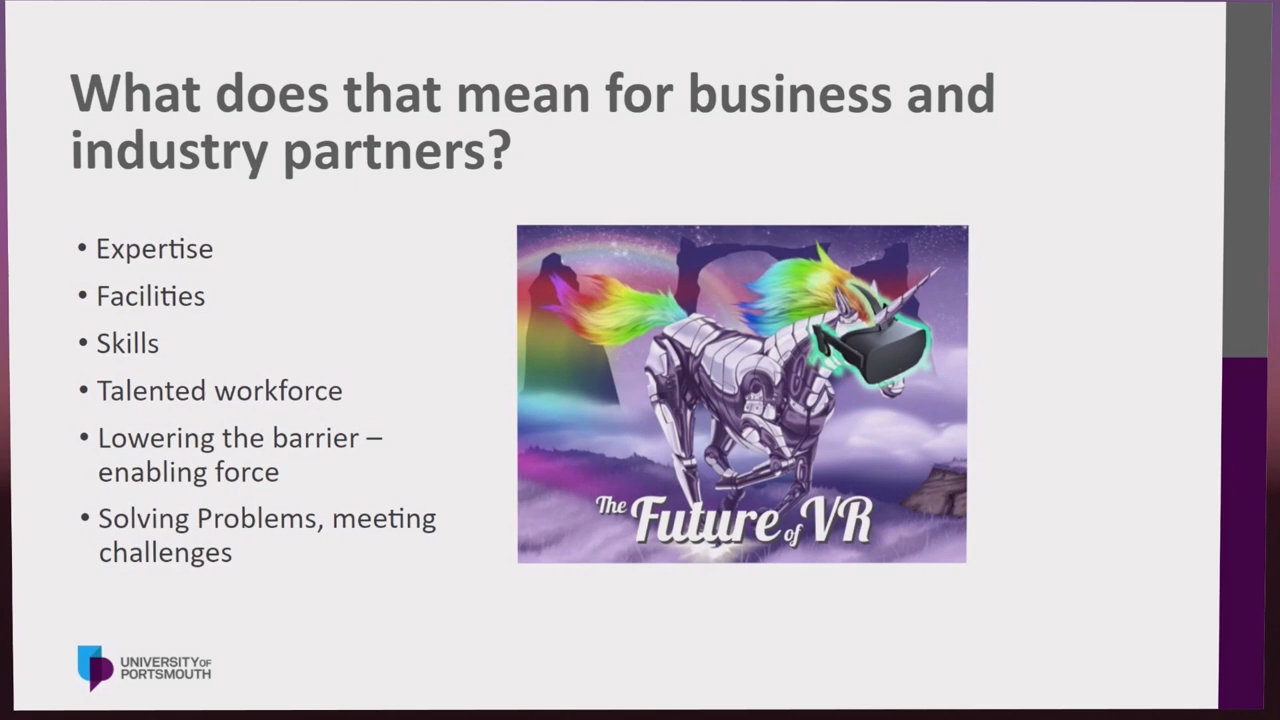 What does that mean for business and
industry partners?
• Expertise
• Facilities
• Skills
• Talented workforce
• Lowering the barrier –
enabling force
• Solving Problems, meeting
challenges
The Future of VR
UNIVERSITY OF
PORTSMOUTH